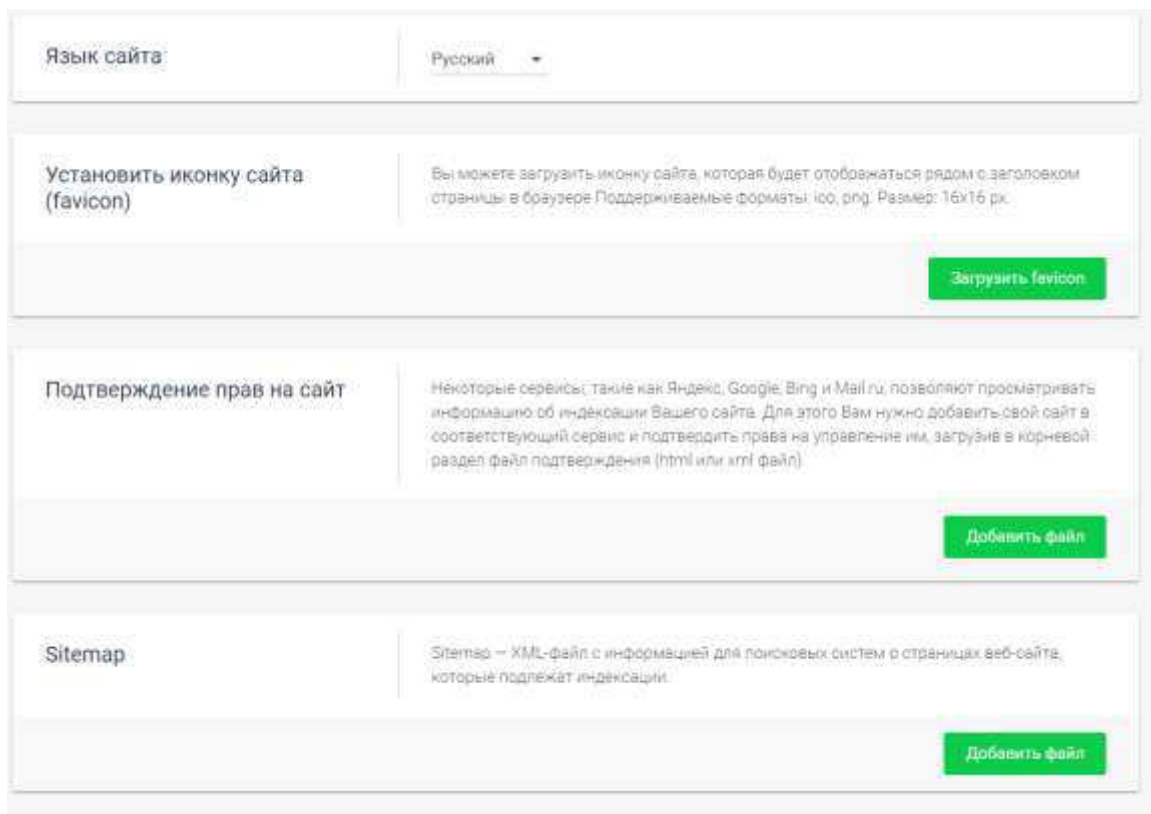 Язык сайта
Русский
Установить иконку сайта
(favicon)
Вы можете загрузить иконку сайта, которая будет отображаться рядом с заголовком
страницы в браузере Поддерживаемые форматы: ico, png. Размер: 16x16 px.
Загрузить favicon
Подтверждение прав на сайт
Некоторые сервисы, такие как Яндекс, Google, Bing и Mail.ru, позволяют просматривать
информацию об индексации Вашего сайта. Для этого Вам нужно добавить свой сайт в
соответствующий сервис и подтвердить права на управление им, загрузив в корневой
раздел файл подтверждения (html или xml файл).
Добавить файл
Sitemap
Sitemap — XML-файл с информацией для поисковых систем о страницах веб-сайта,
которые подлежат индексации.
Добавить файл